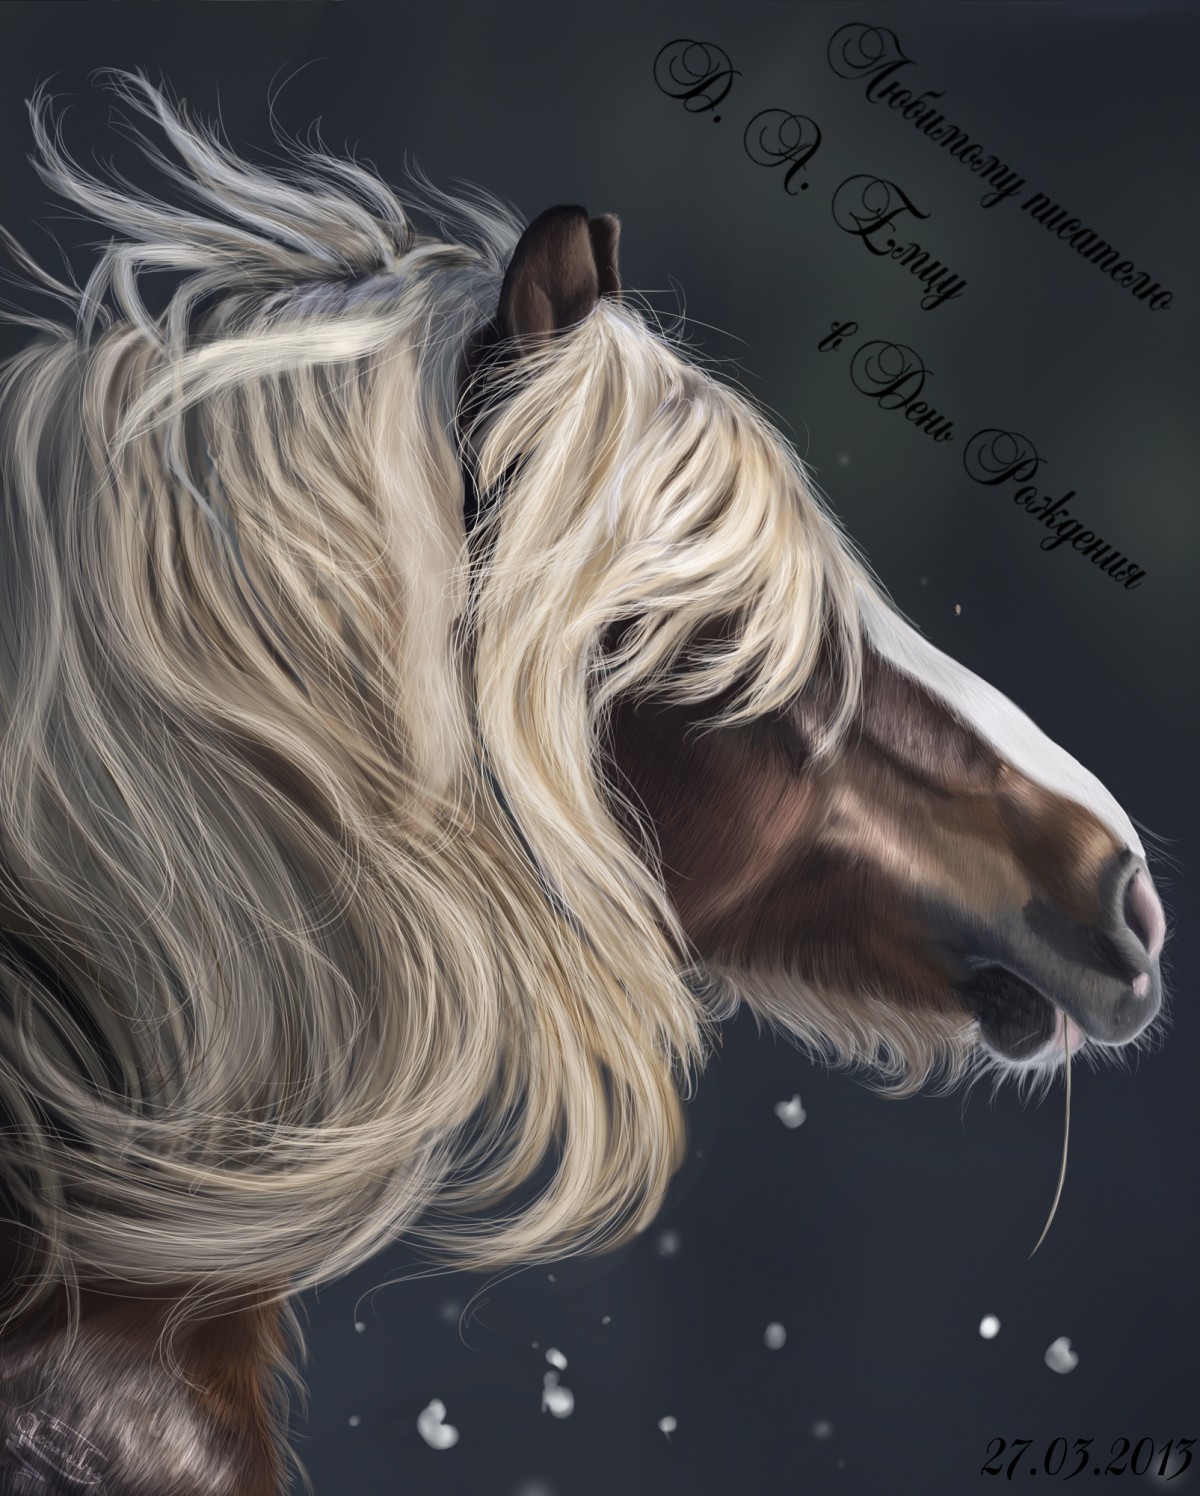 Любимому писателю
Д. А. Емцу
в День Рождения
27.03.2013